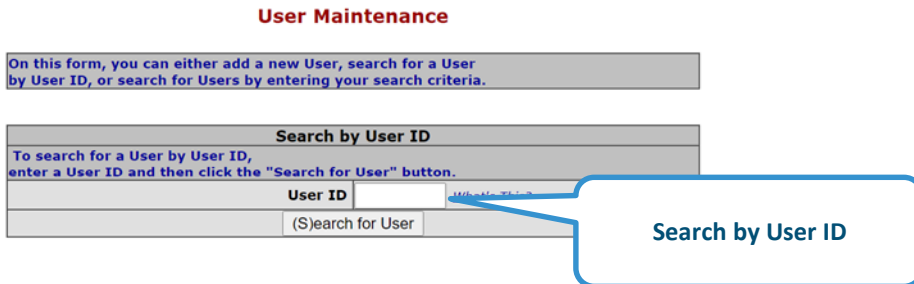 User Maintenance
On this form, you can either add a new User, search for a User
by User ID, or search for Users by entering your search criteria.
Search by User ID
To search for a User by User ID,
enter a User ID and then click the "Search for User" button.
User ID What's This?
(S)earch for User
Search by User ID